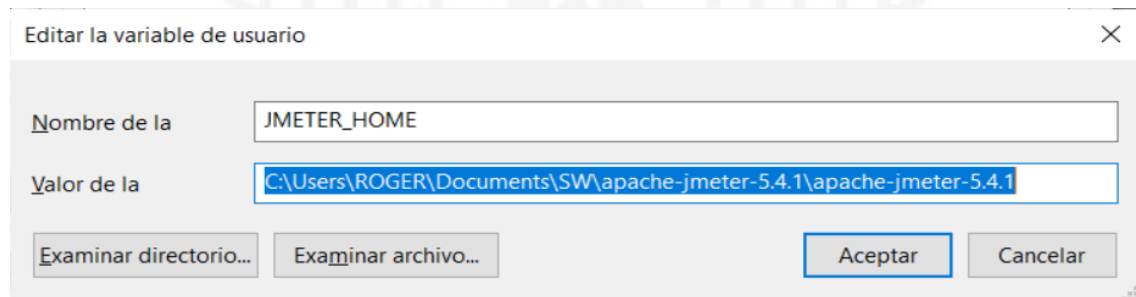 Editar la variable de usuario
Nombre de la JMETER_HOME
Valor de la C:\Users\ROGER\Documents\SW\apache-jmeter-5.4.1\apache-jmeter-5.4.1
Examinar directorio... Examinar archivo... Aceptar Cancelar